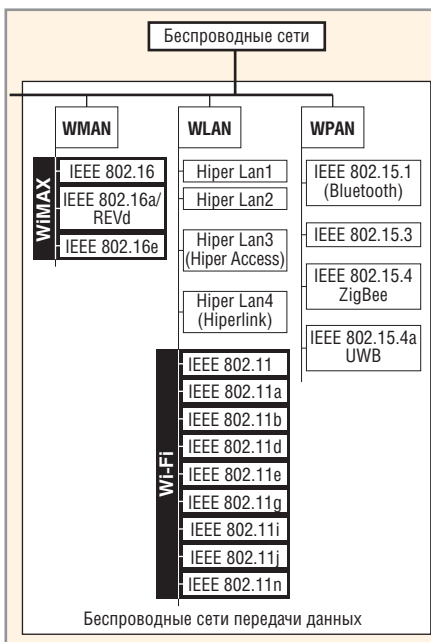 Беспроводные сети
WMAN
WiMAX
IEEE 802.16
IEEE 802.16a/
REVd
IEEE 802.16e
WLAN
Hiper Lan1
Hiper Lan2
Hiper Lan3
(Hiper Access)
Hiper Lan4
(Hiperlink)
Wi-Fi
IEEE 802.11
IEEE 802.11a
IEEE 802.11b
IEEE 802.11d
IEEE 802.11e
IEEE 802.11g
IEEE 802.11i
IEEE 802.11j
IEEE 802.11n
WPAN
IEEE 802.15.1
(Bluetooth)
IEEE 802.15.3
IEEE 802.15.4
ZigBee
IEEE 802.15.4a
UWB
Беспроводные сети передачи данных